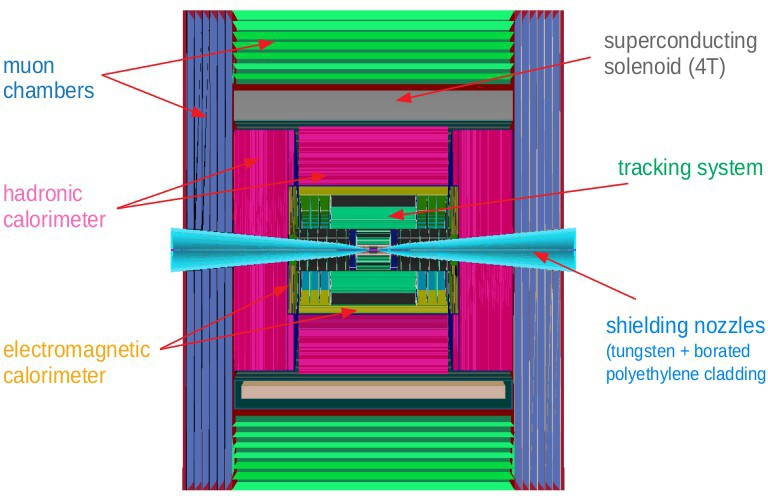 muon
chambers
superconducting
solenoid (4T)
hadronic
calorimeter
tracking system
electromagnetic
calorimeter
shielding nozzles
(tungsten + borated
polyethylene cladding